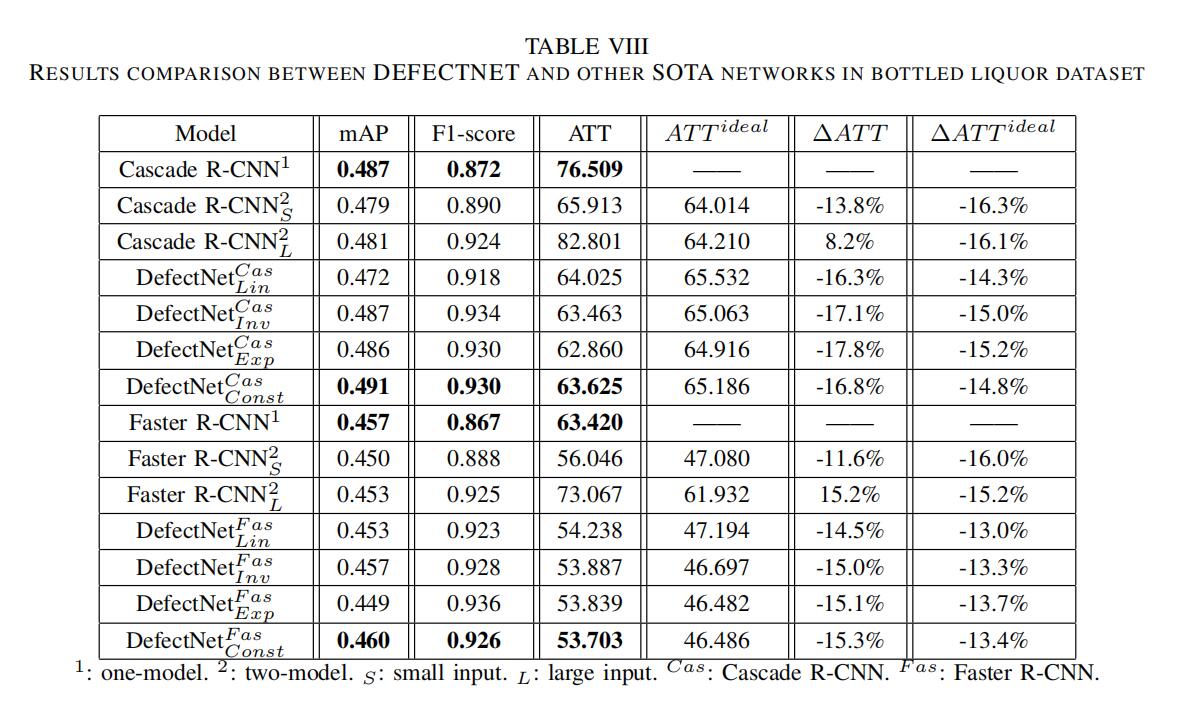 TABLE VIII
RESULTS COMPARISON BETWEEN DEFECTNET AND OTHER SOTA NETWORKS IN BOTTLED LIQUOR DATASET
Model mAP F1-score ATT ATT^{ideal} ΔATT ΔATT^{ideal}
Cascade R-CNN^1 0.487 0.872 76.509 —— —— ——
Cascade R-CNN^2_S 0.479 0.890 65.913 64.014 -13.8% -16.3%
Cascade R-CNN^2_L 0.481 0.924 82.801 64.210 8.2% -16.1%
DefectNet^{Cas}_{Lin} 0.472 0.918 64.025 65.532 -16.3% -14.3%
DefectNet^{Cas}_{Inv} 0.487 0.934 63.463 65.063 -17.1% -15.0%
DefectNet^{Cas}_{Exp} 0.486 0.930 62.860 64.916 -17.8% -15.2%
DefectNet^{Cas}_{Const} 0.491 0.930 63.625 65.186 -16.8% -14.8%
Faster R-CNN^1 0.457 0.867 63.420 —— —— ——
Faster R-CNN^2_S 0.450 0.888 56.046 47.080 -11.6% -16.0%
Faster R-CNN^2_L 0.453 0.925 73.067 61.932 15.2% -15.2%
DefectNet^{Fas}_{Lin} 0.453 0.923 54.238 47.194 -14.5% -13.0%
DefectNet^{Fas}_{Inv} 0.457 0.928 53.887 46.697 -15.0% -13.3%
DefectNet^{Fas}_{Exp} 0.449 0.936 53.839 46.482 -15.1% -13.7%
DefectNet^{Fas}_{Const} 0.460 0.926 53.703 46.486 -15.3% -13.4%
^1: one-model. ^2: two-model. _S: small input. _L: large input. ^{Cas}: Cascade R-CNN. ^{Fas}: Faster R-CNN.